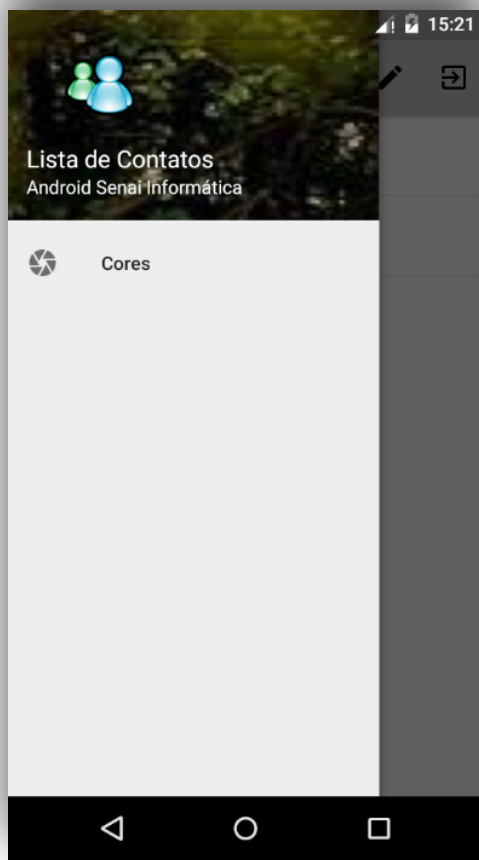 15:21
Lista de Contatos
Android Senai Informática
Cores